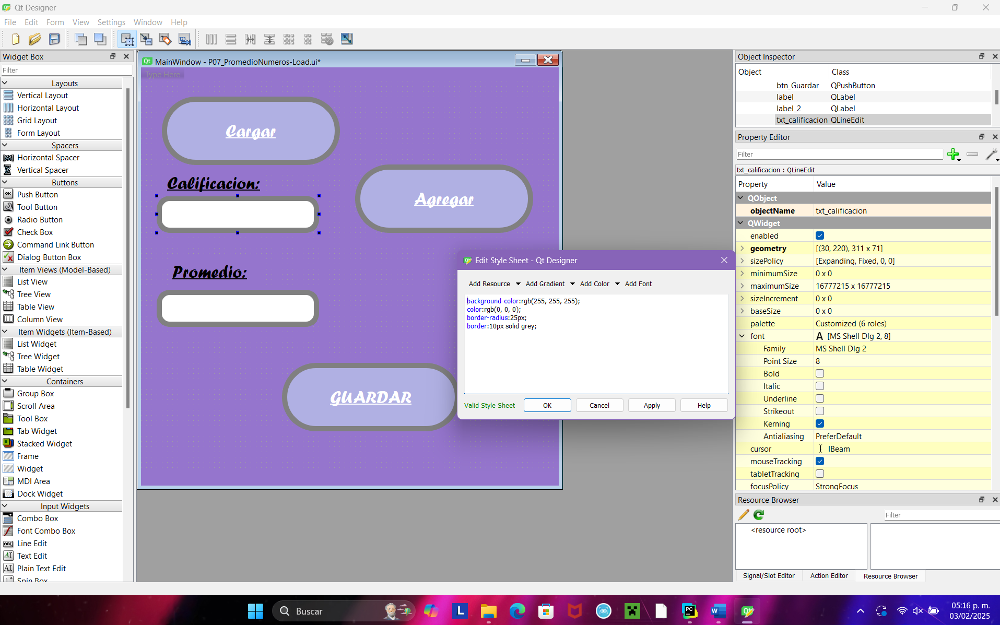 Qt Designer
File Edit Form View Settings Window Help
Widget Box
Filter
Layouts
Vertical Layout
Horizontal Layout
Grid Layout
Form Layout
Spacers
Horizontal Spacer
Vertical Spacer
Buttons
Push Button
Tool Button
Radio Button
Check Box
Command Link Button
Dialog Button Box
Item Views (Model-Based)
List View
Tree View
Table View
Column View
Item Widgets (Item-Based)
List Widget
Tree Widget
Table Widget
Containers
Group Box
Scroll Area
Tool Box
Tab Widget
Stacked Widget
Frame
Widget
MDI Area
Dock Widget
Input Widgets
Combo Box
Font Combo Box
Line Edit
Text Edit
Plain Text Edit
Spin Box
MainWindow - P07_PromedioNumeros-Load.ui*
Type Here
Cargar
Calificacion:
Agregar
Promedio:
GUARDAR
Edit Style Sheet - Qt Designer
Add Resource Add Gradient Add Color Add Font
background-color:rgb(255, 255, 255);
color:rgb(0, 0, 0);
border-radius:25px;
border:10px solid grey;
Valid Style Sheet OK Cancel Apply Help
Object Inspector
Object Class
btn_Guardar QPushButton
label QLabel
label_2 QLabel
txt_calificacion QLineEdit
Property Editor
Filter
txt_calificacion : QLineEdit
Property Value
QObject
objectName txt_calificacion
QWidget
enabled
geometry [(30, 220), 311 x 71]
sizePolicy [Expanding, Fixed, 0, 0]
minimumSize 0 x 0
maximumSize 16777215 x 16777215
sizeIncrement 0 x 0
baseSize 0 x 0
palette Customized (6 roles)
font A [MS Shell Dlg 2, 8]
Family MS Shell Dlg 2
Point Size 8
Bold
Italic
Underline
Strikeout
Kerning
Antialiasing PreferDefault
cursor IBeam
mouseTracking
tabletTracking
focusPolicy StrongFocus
Resource Browser
Filter
<resource root>
Signal/Slot Editor Action Editor Resource Browser
Buscar
05:16 p. m.
03/02/2025